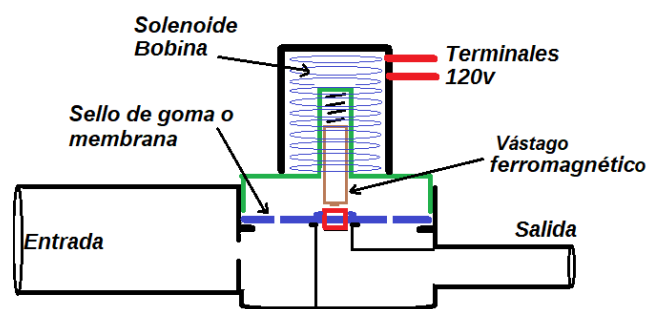 Solenoide
Bobina
Terminales
120v
Sello de goma o
membrana
Vástago
ferromagnético
Entrada
Salida